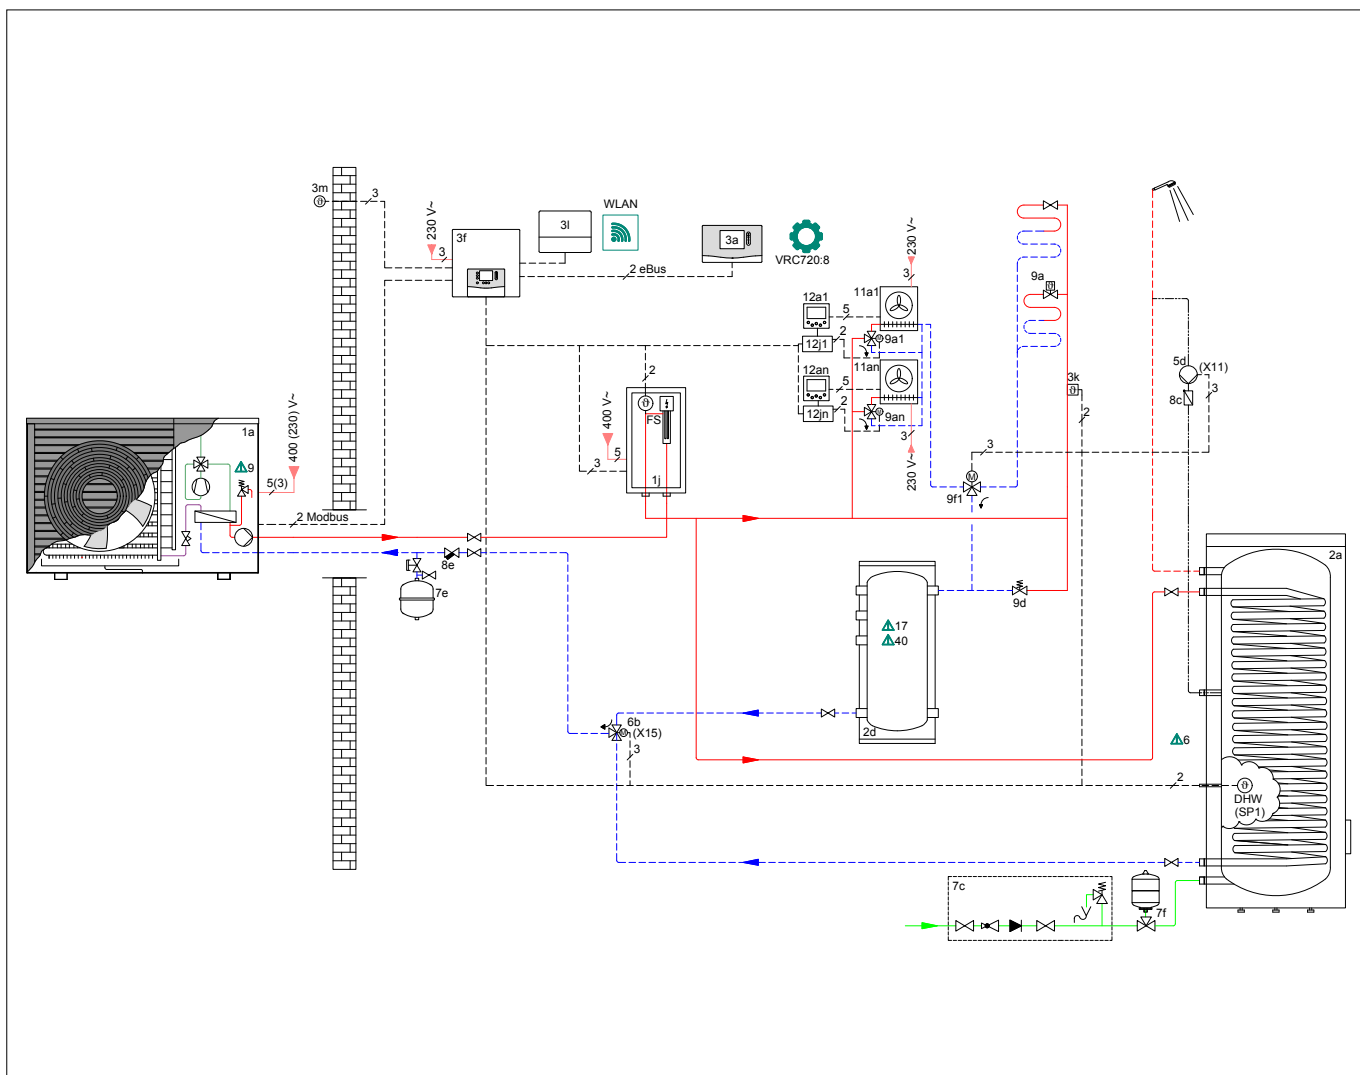 WLAN
3m
3
230 V~
3
3f
3l
3a
VRC720:8
2 eBus
230 V~
3
11a1
12a1
5
2
12j1
9a1
11an
12an
5
2
12jn
9an
3
230 V~
9a
3k
2
5d
(X11)
3
8c
2
FS
400 V~
5
3
1j
1a
9
400 (230) V~
5(3)
2 Modbus
3
M
9f1
8e
7e
9d
17
40
2d
2a
6b
M
(X15)
3
6
2
DHW
(SP1)
7c
7f